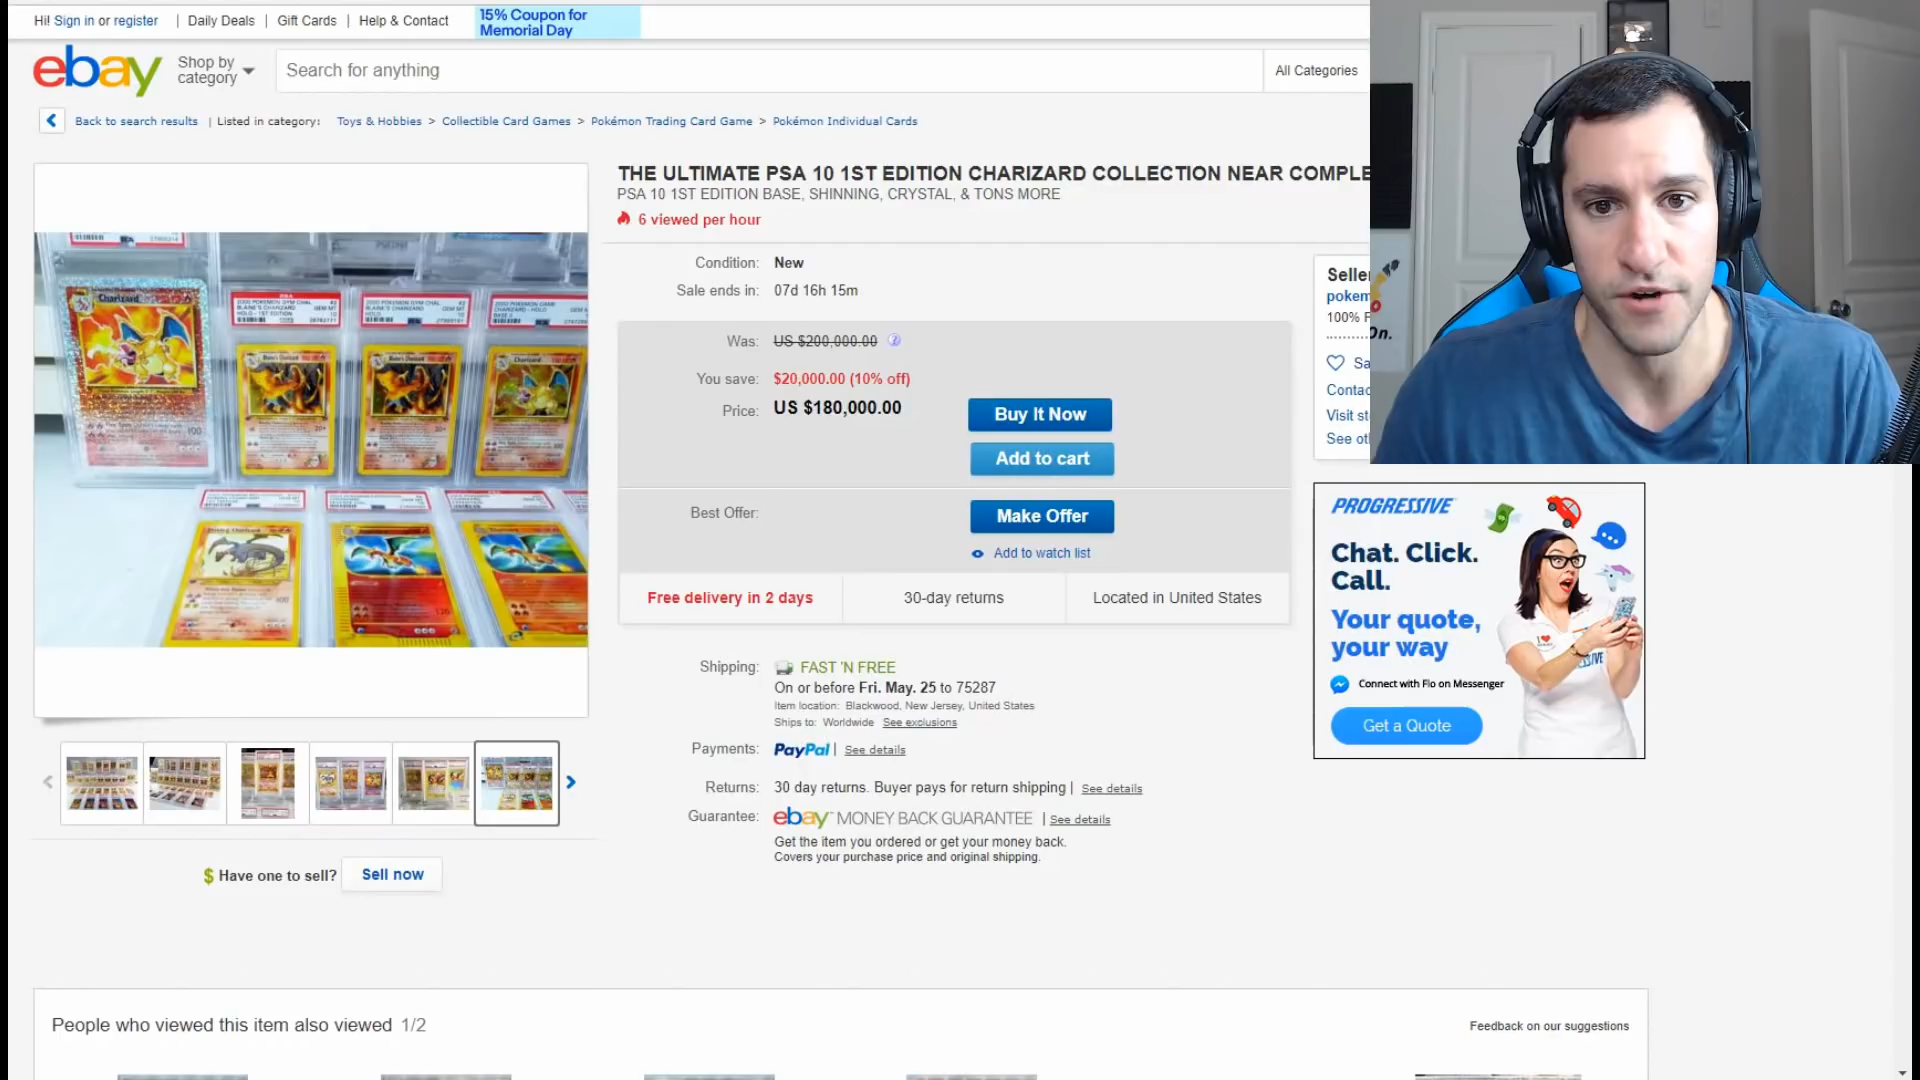 Hi! Sign in or register | Daily Deals | Gift Cards | Help & Contact
15% Coupon for
Memorial Day
ebay
Shop by
category
Search for anything
All Categories
Back to search results | Listed in category: Toys & Hobbies > Collectible Card Games > Pokémon Trading Card Game > Pokémon Individual Cards
THE ULTIMATE PSA 10 1ST EDITION CHARIZARD COLLECTION NEAR COMPLE
PSA 10 1ST EDITION BASE, SHINNING, CRYSTAL, & TONS MORE
6 viewed per hour
Condition: New
Sale ends in: 07d 16h 15m
Was: US $200,000.00
You save: $20,000.00 (10% off)
Price: US $180,000.00
Buy It Now
Add to cart
Best Offer:
Make Offer
Add to watch list
Free delivery in 2 days
30-day returns
Located in United States
Shipping: FAST 'N FREE
On or before Fri. May. 25 to 75287
Item location: Blackwood, New Jersey, United States
Ships to: Worldwide See exclusions
Payments: PayPal | See details
Returns: 30 day returns. Buyer pays for return shipping | See details
Guarantee: ebay MONEY BACK GUARANTEE | See details
Get the item you ordered or get your money back.
Covers your purchase price and original shipping.
Selle
pokem
100% F
On.
Sa
Contac
Visit st
See ot
PROGRESSIVE
Chat. Click.
Call.
Your quote,
your way
Connect with Flo on Messenger
Get a Quote
Charizard
$ Have one to sell? Sell now
People who viewed this item also viewed 1/2
Feedback on our suggestions